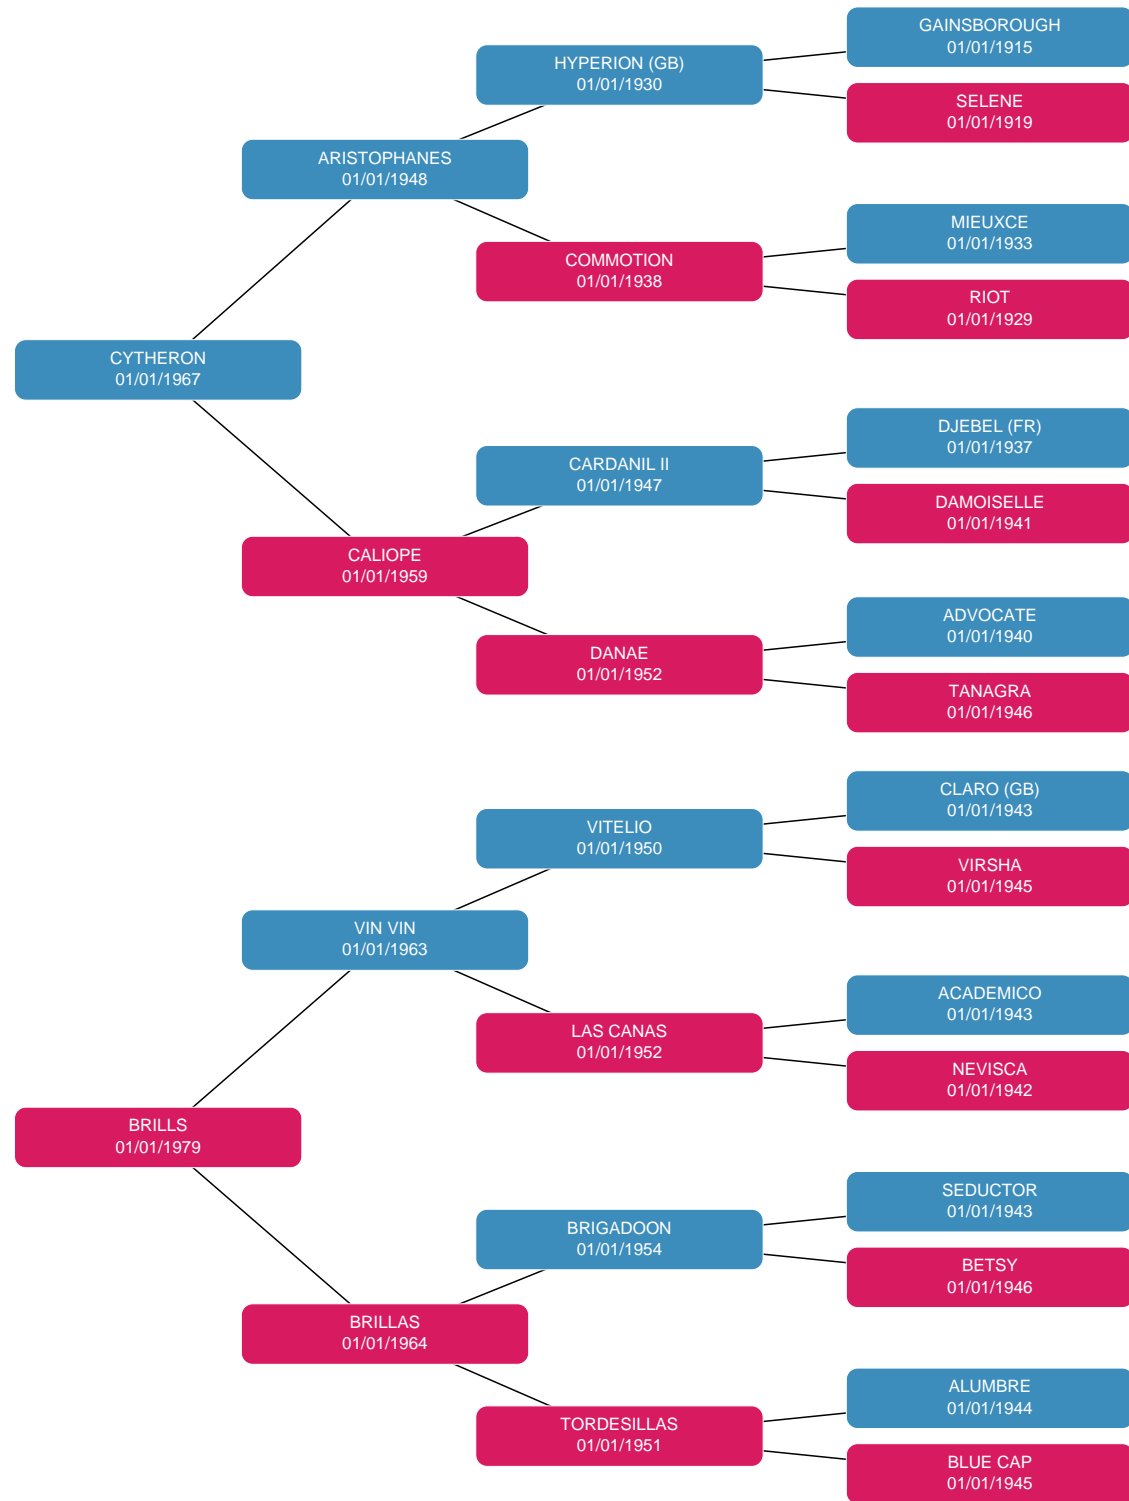 GAINSBOROUGH
01/01/1915
HYPERION (GB)
01/01/1930
SELENE
01/01/1919
ARISTOPHANES
01/01/1948
MIEUXCE
01/01/1933
COMMOTION
01/01/1938
RIOT
01/01/1929
CYTHERON
01/01/1967
DJEBEL (FR)
01/01/1937
CARDANIL II
01/01/1947
DAMOISELLE
01/01/1941
CALIOPE
01/01/1959
ADVOCATE
01/01/1940
DANAE
01/01/1952
TANAGRA
01/01/1946
CLARO (GB)
01/01/1943
VITELIO
01/01/1950
VIRSHA
01/01/1945
VIN VIN
01/01/1963
ACADEMICO
01/01/1943
LAS CANAS
01/01/1952
NEVISCA
01/01/1942
BRILLS
01/01/1979
SEDUCTOR
01/01/1943
BRIGADOON
01/01/1954
BETSY
01/01/1946
BRILLAS
01/01/1964
ALUMBRE
01/01/1944
TORDESILLAS
01/01/1951
BLUE CAP
01/01/1945